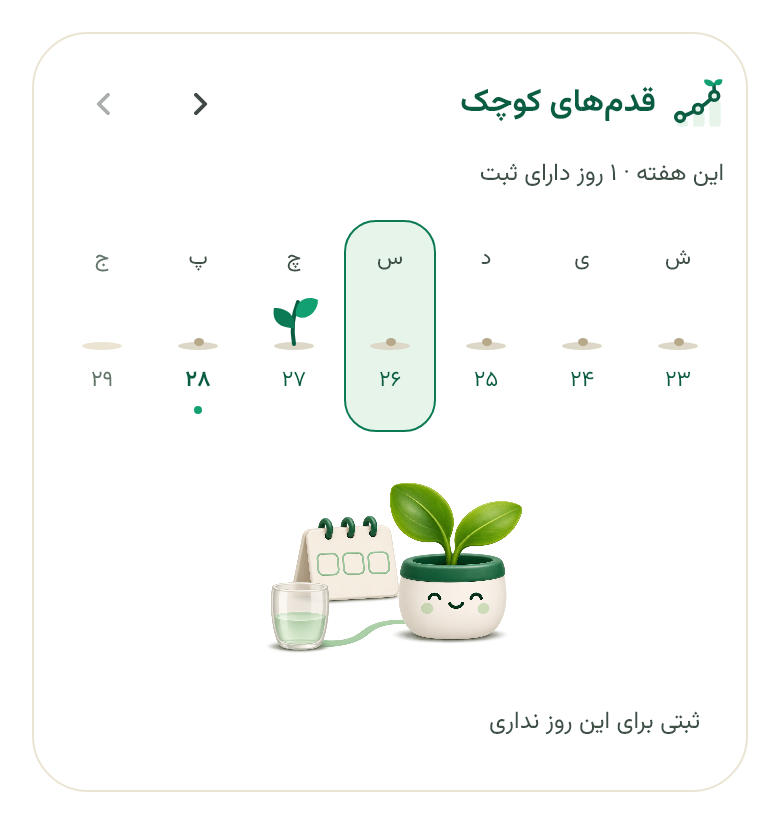 قدم‌های کوچک
این هفته · ۱ روز دارای ثبت
ش ی د س چ پ ج
۲۳ ۲۴ ۲۵ ۲۶ ۲۷ ۲۸ ۲۹
ثبتی برای این روز نداری